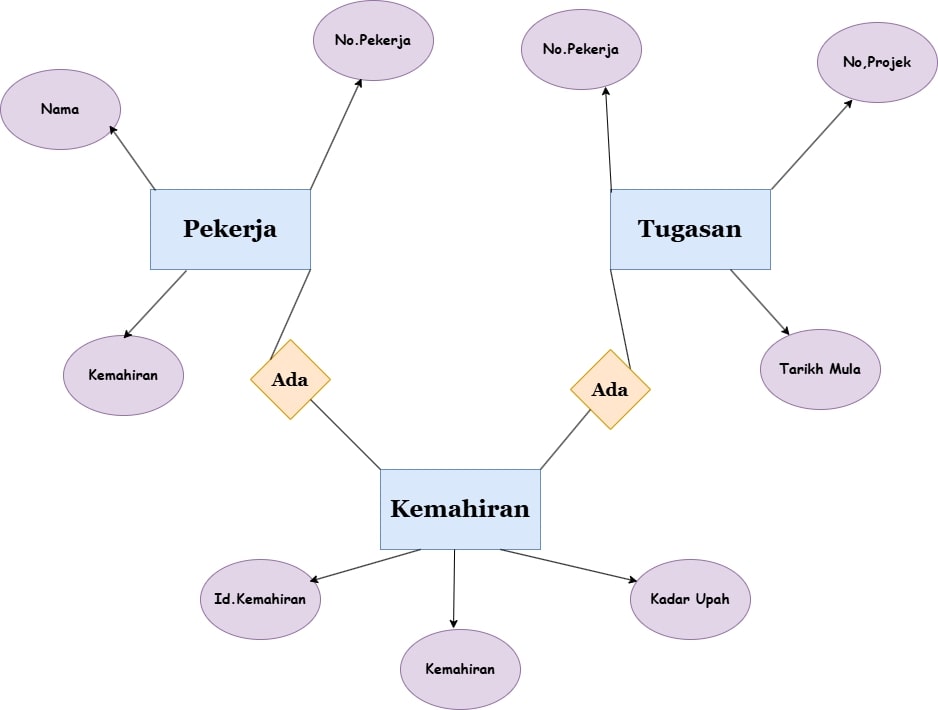 No.Pekerja
No.Pekerja
No,Projek
Nama
Pekerja
Tugasan
Kemahiran
Tarikh Mula
Ada
Ada
Kemahiran
Id.Kemahiran
Kadar Upah
Kemahiran